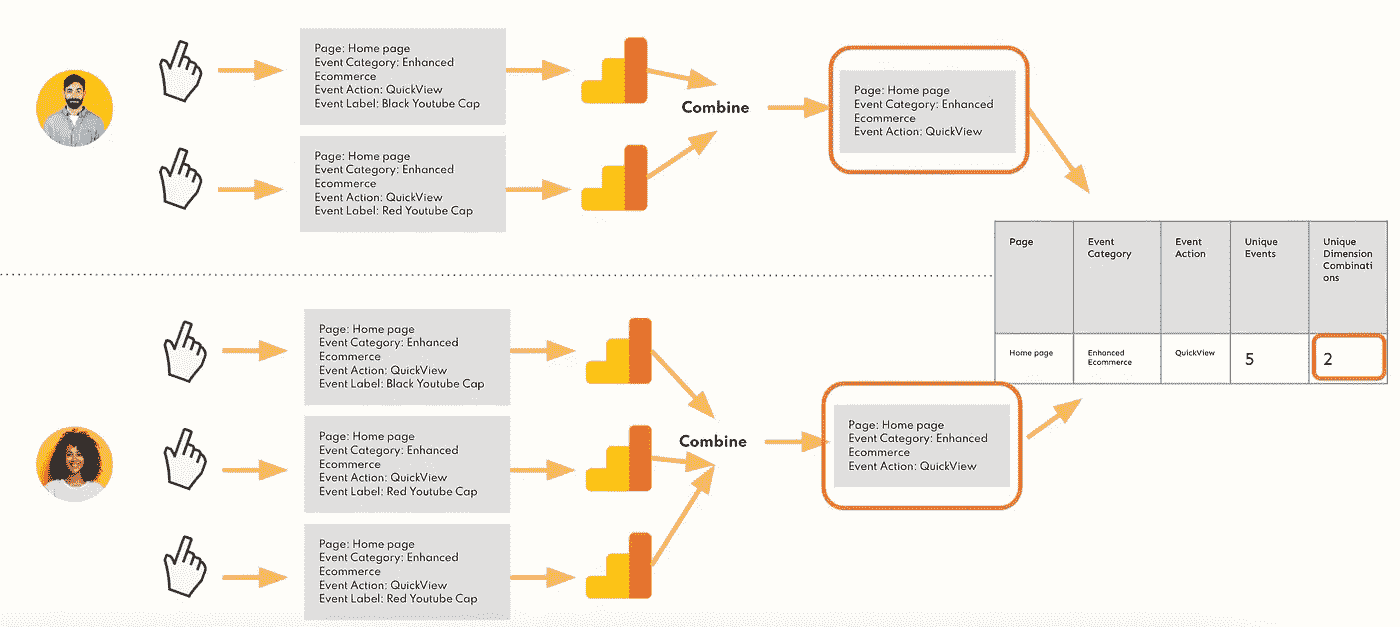 Page: Home page
Event Category: Enhanced
Ecommerce
Event Action: QuickView
Event Label: Black Youtube Cap
Page: Home page
Event Category: Enhanced
Ecommerce
Event Action: QuickView
Event Label: Red Youtube Cap
Combine
Page: Home page
Event Category: Enhanced
Ecommerce
Event Action: QuickView
Page
Event
Category
Event
Action
Unique
Events
Unique
Dimension
Combinati
ons
Home page
Enhanced
Ecommerce
QuickView
5
2
Page: Home page
Event Category: Enhanced
Ecommerce
Event Action: QuickView
Event Label: Black Youtube Cap
Page: Home page
Event Category: Enhanced
Ecommerce
Event Action: QuickView
Event Label: Red Youtube Cap
Page: Home page
Event Category: Enhanced
Ecommerce
Event Action: QuickView
Event Label: Red Youtube Cap
Combine
Page: Home page
Event Category: Enhanced
Ecommerce
Event Action: QuickView